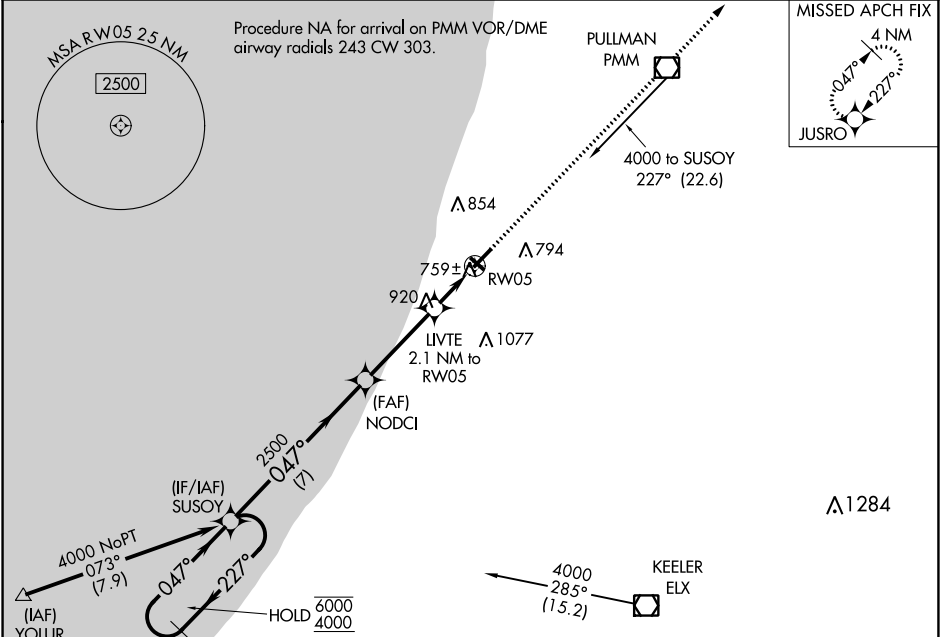 MSA RW05 25 NM
2500
Procedure NA for arrival on PMM VOR/DME
airway radials 243 CW 303.
PULLMAN
PMM
MISSED APCH FIX
4 NM
047°
227°
JUSRO
4000 to SUSOY
227° (22.6)
854
794
759±
RW05
920
LIVTE
2.1 NM to
RW05
1077
(FAF)
NODCI
2500
047°
(7)
(IF/IAF)
SUSOY
1284
4000 NoPT
073°
(7.9)
047°
227°
4000
285°
(15.2)
KEELER
ELX
HOLD
6000
4000
(IAF)